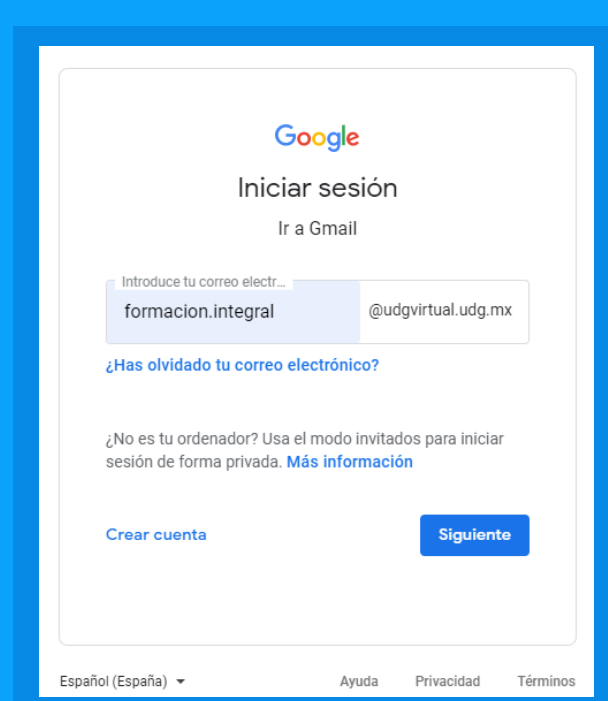 Google
Iniciar sesión
Ir a Gmail
Introduce tu correo electr...
formacion.integral @udgvirtual.udg.mx
¿Has olvidado tu correo electrónico?
¿No es tu ordenador? Usa el modo invitados para iniciar
sesión de forma privada. Más información
Crear cuenta Siguiente
Español (España) Ayuda Privacidad Términos